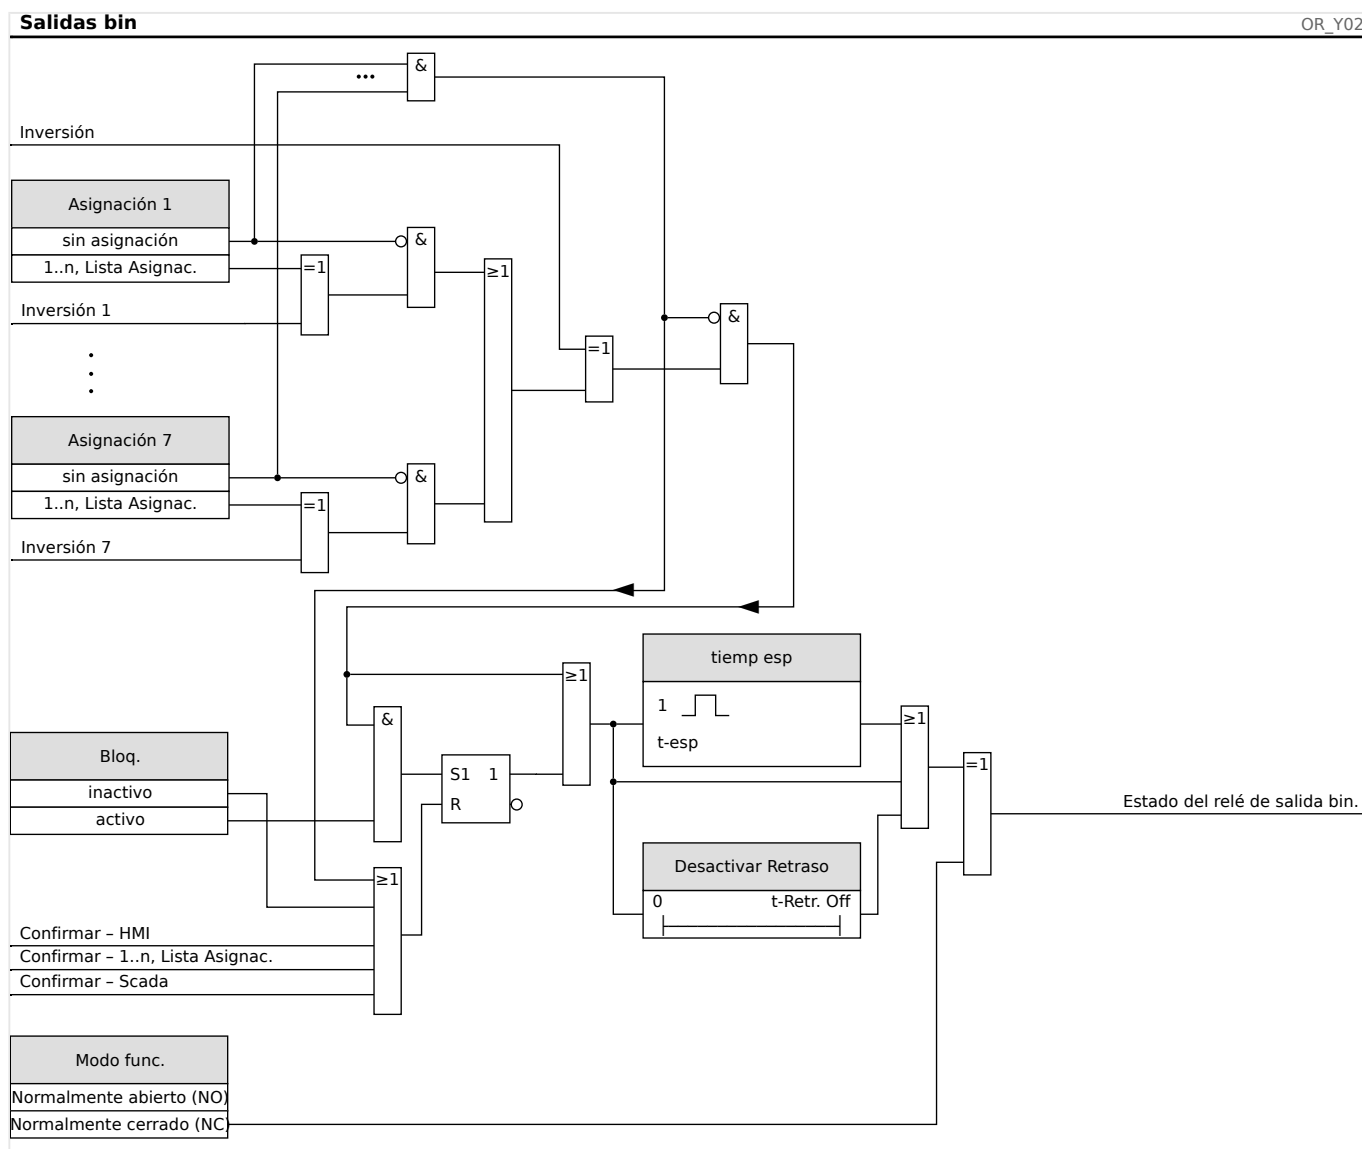 Salidas bin
OR_Y02
&
...
Inversión
Asignación 1
sin asignación
&
1..n, Lista Asignac.
=1
≥1
Inversión 1
&
=1
Asignación 7
sin asignación
&
1..n, Lista Asignac.
=1
Inversión 7
tiemp esp
≥1
1
&
≥1
t-esp
Bloq.
=1
S1 1
inactivo
R
Estado del relé de salida bin.
activo
Desactivar Retraso
≥1
0 t-Retr. Off
Confirmar – HMI
Confirmar – 1..n, Lista Asignac.
Confirmar – Scada
Modo func.
Normalmente abierto (NO)
Normalmente cerrado (NC)